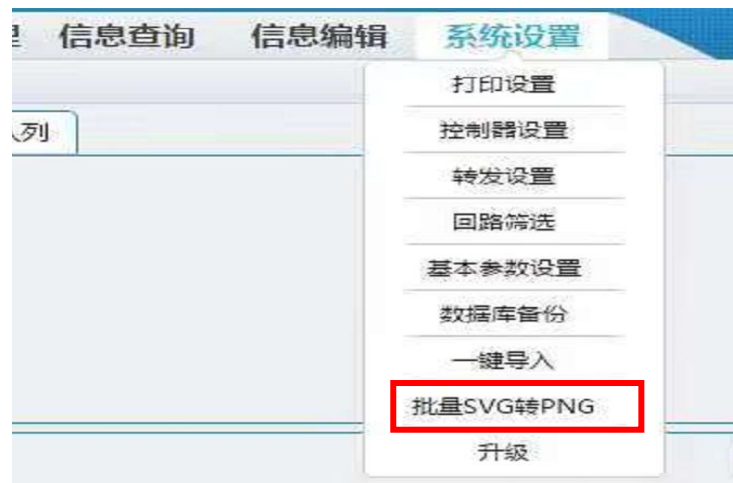 信息查询 信息编辑 系统设置
打印设置
控制器设置
列
转发设置
回路筛选
基本参数设置
数据库备份
一键导入
批量SVG转PNG
升级